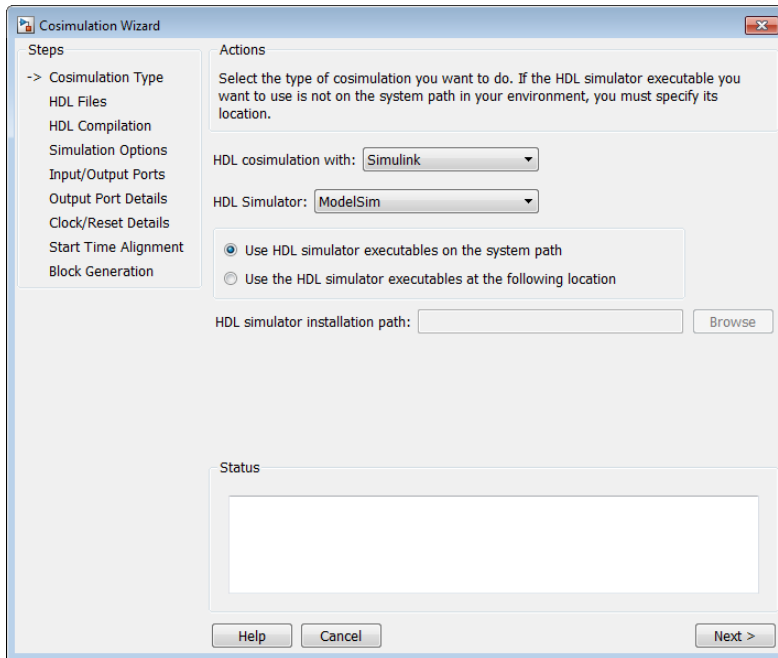 Cosimulation Wizard
Steps
-> Cosimulation Type
HDL Files
HDL Compilation
Simulation Options
Input/Output Ports
Output Port Details
Clock/Reset Details
Start Time Alignment
Block Generation
Actions
Select the type of cosimulation you want to do. If the HDL simulator executable you
want to use is not on the system path in your environment, you must specify its
location.
HDL cosimulation with: Simulink
HDL Simulator: ModelSim
Use HDL simulator executables on the system path
Use the HDL simulator executables at the following location
HDL simulator installation path: Browse
Status
Help Cancel Next >